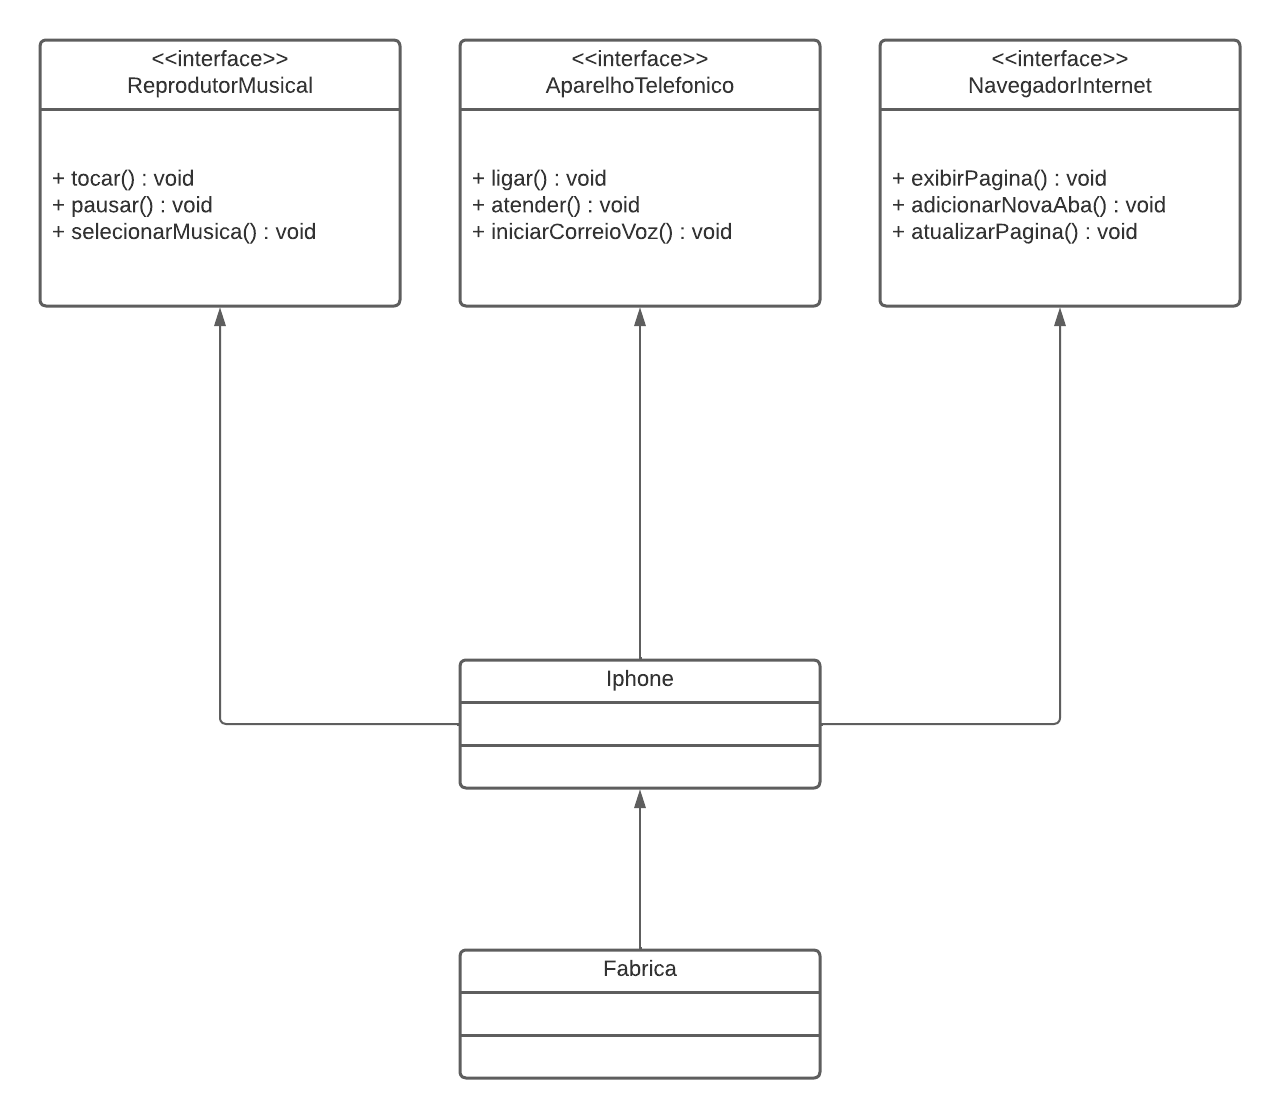 <<interface>>
ReprodutorMusical
+ tocar() : void
+ pausar() : void
+ selecionarMusica() : void
<<interface>>
AparelhoTelefonico
+ ligar() : void
+ atender() : void
+ iniciarCorreioVoz() : void
<<interface>>
NavegadorInternet
+ exibirPagina() : void
+ adicionarNovaAba() : void
+ atualizarPagina() : void
Iphone
Fabrica